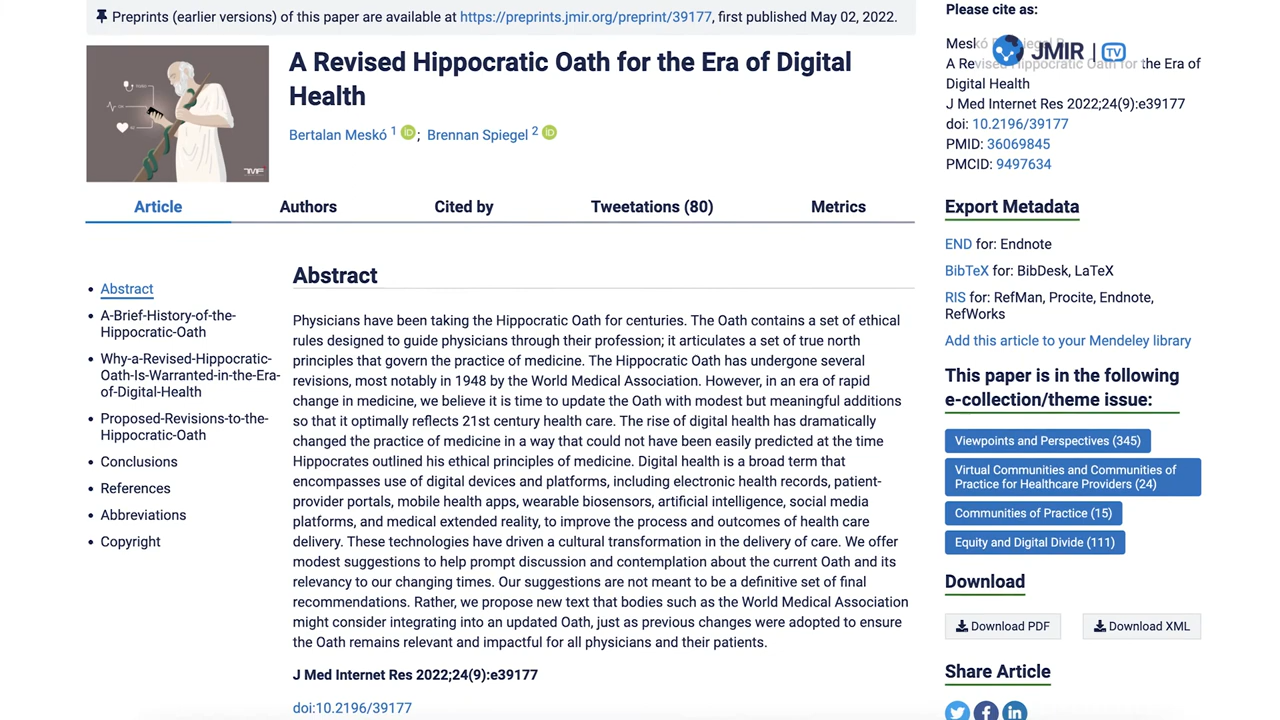 Preprints (earlier versions) of this paper are available at https://preprints.jmir.org/preprint/39177, first published May 02, 2022.
A Revised Hippocratic Oath for the Era of Digital
Health
Bertalan Meskó 1 iD; Brennan Spiegel 2 iD
Article Authors Cited by Tweetations (80) Metrics
Abstract
A-Brief-History-of-the-
Hippocratic-Oath
Why-a-Revised-Hippocratic-
Oath-Is-Warranted-in-the-Era-
of-Digital-Health
Proposed-Revisions-to-the-
Hippocratic-Oath
Conclusions
References
Abbreviations
Copyright
Abstract
Physicians have been taking the Hippocratic Oath for centuries. The Oath contains a set of ethical
rules designed to guide physicians through their profession; it articulates a set of true north
principles that govern the practice of medicine. The Hippocratic Oath has undergone several
revisions, most notably in 1948 by the World Medical Association. However, in an era of rapid
change in medicine, we believe it is time to update the Oath with modest but meaningful additions
so that it optimally reflects 21st century health care. The rise of digital health has dramatically
changed the practice of medicine in a way that could not have been easily predicted at the time
Hippocrates outlined his ethical principles of medicine. Digital health is a broad term that
encompasses use of digital devices and platforms, including electronic health records, patient-
provider portals, mobile health apps, wearable biosensors, artificial intelligence, social media
platforms, and medical extended reality, to improve the process and outcomes of health care
delivery. These technologies have driven a cultural transformation in the delivery of care. We offer
modest suggestions to help prompt discussion and contemplation about the current Oath and its
relevancy to our changing times. Our suggestions are not meant to be a definitive set of final
recommendations. Rather, we propose new text that bodies such as the World Medical Association
might consider integrating into an updated Oath, just as previous changes were adopted to ensure
the Oath remains relevant and impactful for all physicians and their patients.
J Med Internet Res 2022;24(9):e39177
doi:10.2196/39177
Please cite as:
JMIR | TV
Meskó B, Spiegel B
A Revised Hippocratic Oath for the Era of
Digital Health
J Med Internet Res 2022;24(9):e39177
doi: 10.2196/39177
PMID: 36069845
PMCID: 9497634
Export Metadata
END for: Endnote
BibTeX for: BibDesk, LaTeX
RIS for: RefMan, Procite, Endnote,
RefWorks
Add this article to your Mendeley library
This paper is in the following
e-collection/theme issue:
Viewpoints and Perspectives (345)
Virtual Communities and Communities of
Practice for Healthcare Providers (24)
Communities of Practice (15)
Equity and Digital Divide (111)
Download
Download PDF Download XML
Share Article